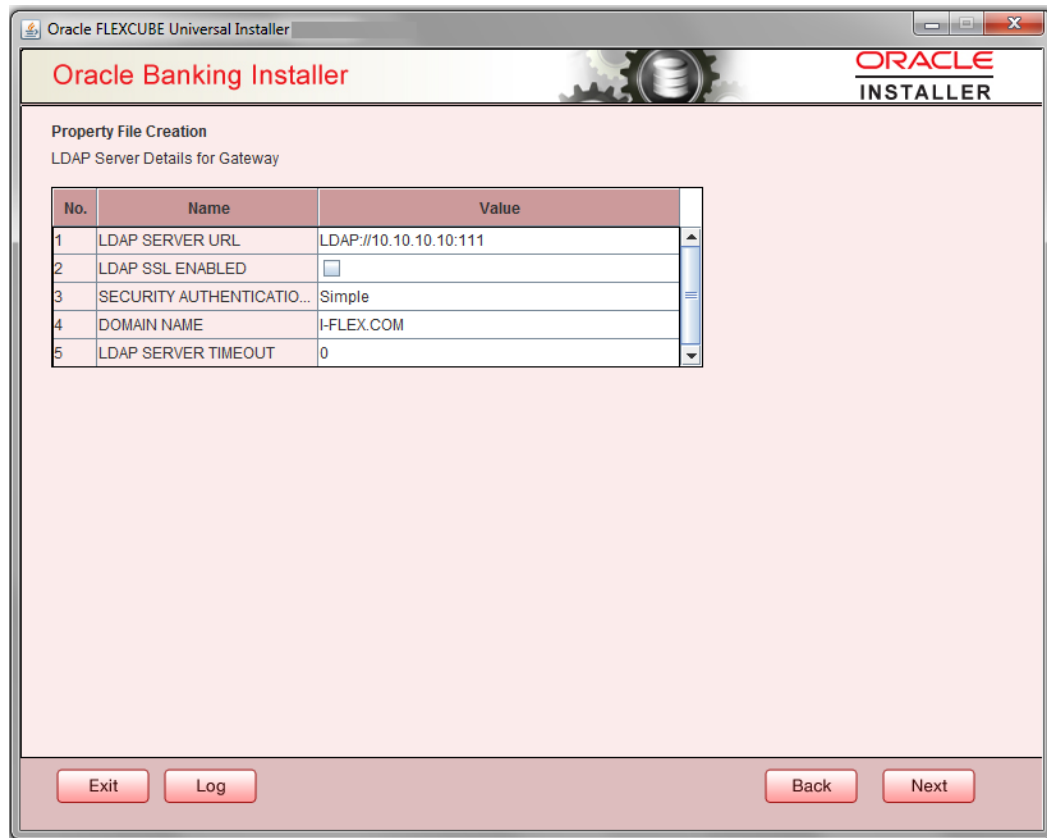 Oracle FLEXCUBE Universal Installer
Oracle Banking Installer
ORACLE
INSTALLER
Property File Creation
LDAP Server Details for Gateway
No. Name Value
1 LDAP SERVER URL LDAP://10.10.10.10:111
2 LDAP SSL ENABLED
3 SECURITY AUTHENTICATIO... Simple
4 DOMAIN NAME I-FLEX.COM
5 LDAP SERVER TIMEOUT 0
Exit Log Back Next